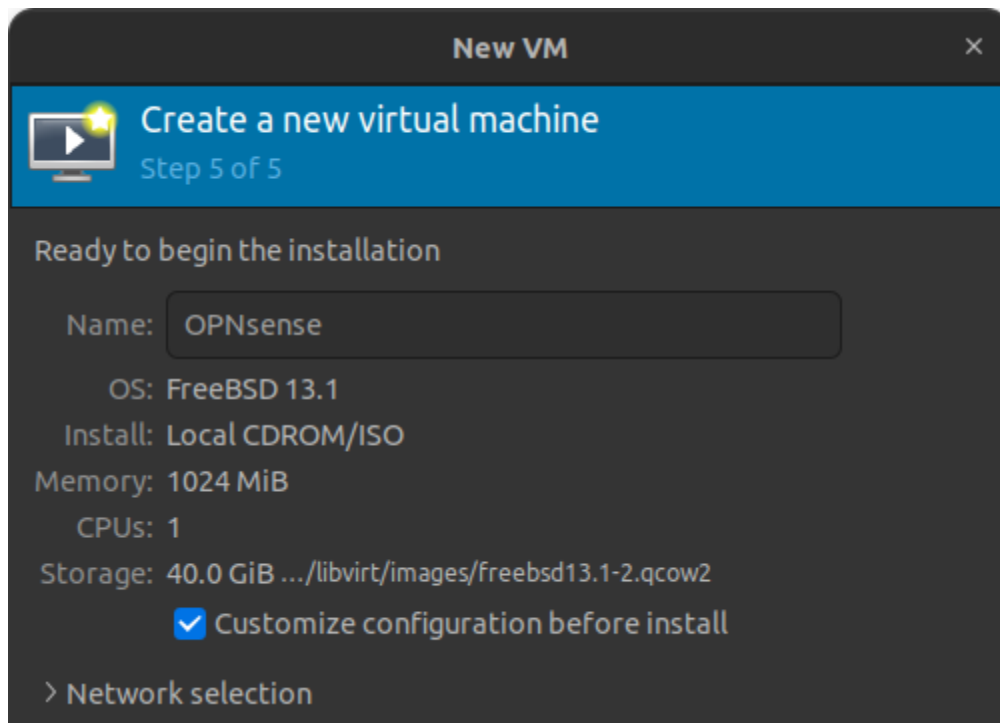 New VM
Create a new virtual machine
Step 5 of 5
Ready to begin the installation
Name: OPNsense
OS: FreeBSD 13.1
Install: Local CDROM/ISO
Memory: 1024 MiB
CPUs: 1
Storage: 40.0 GiB .../libvirt/images/freebsd13.1-2.qcow2
Customize configuration before install
Network selection